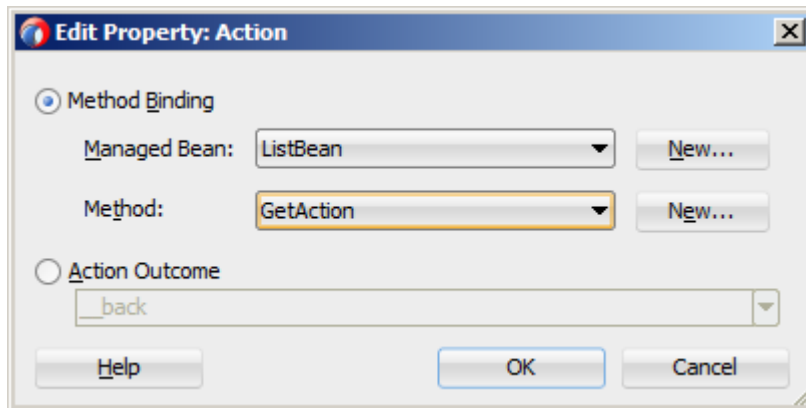 Edit Property: Action
Method Binding
Managed Bean: ListBean New...
Method: GetAction New...
Action Outcome
__back
Help OK Cancel